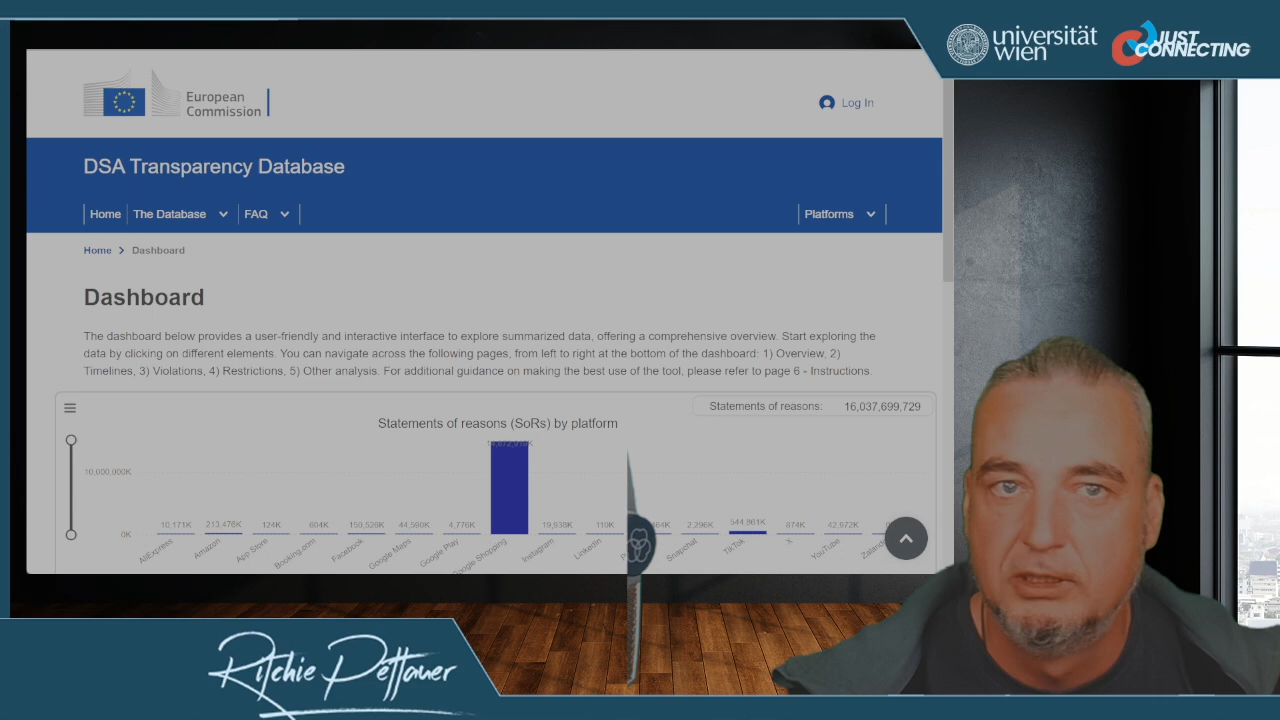 universität
wien
JUST
CONNECTING
European
Commission
Log In
DSA Transparency Database
Home
The Database
FAQ
Platforms
Home > Dashboard
Dashboard
The dashboard below provides a user-friendly and interactive interface to explore summarized data, offering a comprehensive overview. Start exploring the
data by clicking on different elements. You can navigate across the following pages, from left to right at the bottom of the dashboard: 1) Overview, 2)
Timelines, 3) Violations, 4) Restrictions, 5) Other analysis. For additional guidance on making the best use of the tool, please refer to page 6 - Instructions.
Statements of reasons: 16,037,699,729
Statements of reasons (SoRs) by platform
10,000,000K
0K
10,171K
213,476K
124K
604K
150,526K
44,590K
4,776K
19,938K
110K
2,296K
544,861K
874K
42,672K
AliExpress
Amazon
App Store
Booking.com
Facebook
Google Maps
Google Play
Google Shopping
Instagram
LinkedIn
Snapchat
TikTok
X
YouTube
Ritchie Pettauer